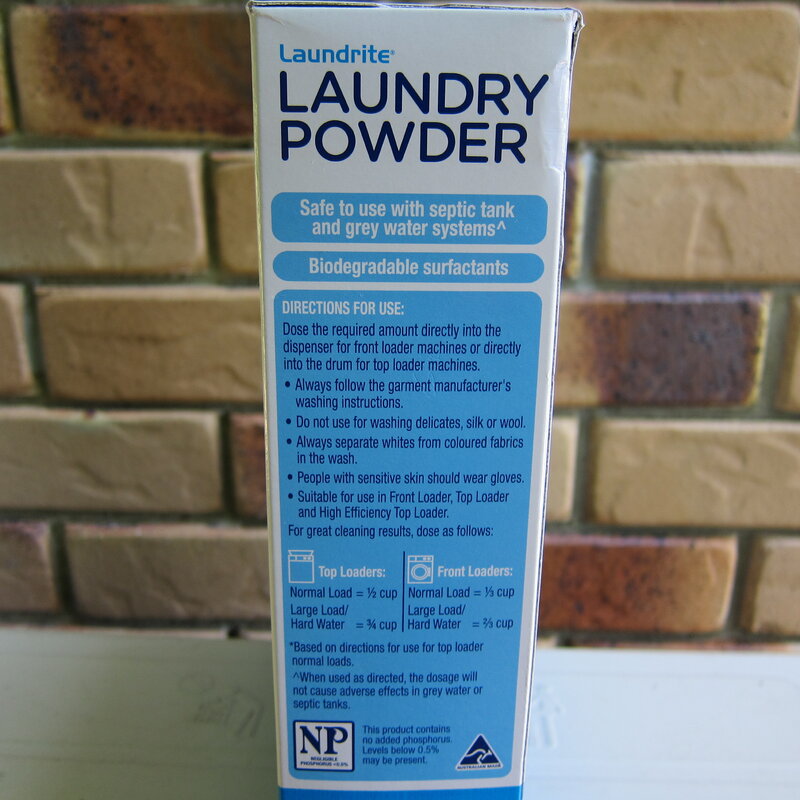 Laundrite®
LAUNDRY
POWDER
Safe to use with septic tank
and grey water systems^
Biodegradable surfactants
DIRECTIONS FOR USE:
Dose the required amount directly into the
dispenser for front loader machines or directly
into the drum for top loader machines.
• Always follow the garment manufacturer's
washing instructions.
• Do not use for washing delicates, silk or wool.
• Always separate whites from coloured fabrics
in the wash.
• People with sensitive skin should wear gloves.
• Suitable for use in Front Loader, Top Loader
and High Efficiency Top Loader.
For great cleaning results, dose as follows:
Top Loaders:
Normal Load = ½ cup
Large Load/
Hard Water = ¾ cup
Front Loaders:
Normal Load = ⅓ cup
Large Load/
Hard Water = ⅔ cup
*Based on directions for use for top loader
normal loads.
^When used as directed, the dosage will
not cause adverse effects in grey water or
septic tanks.
NP
NEGLIGIBLE
PHOSPHORUS <0.5%
This product contains
no added phosphorus.
Levels below 0.5%
may be present.
AUSTRALIAN MADE